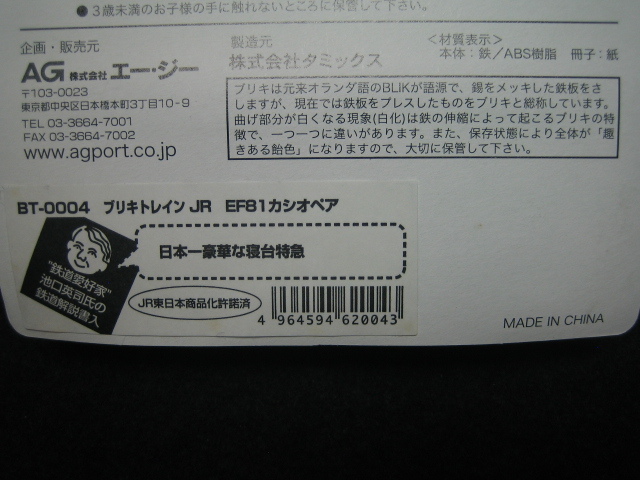 ●3歳未満のお子様の手に触れないところに保管して下さい。
企画・販売元
AG 株式会社 エー・ジー
〒103-0023
東京都中央区日本橋本町3丁目10-9
TEL 03-3664-7001
FAX 03-3664-7002
www.agport.co.jp
製造元
株式会社タミックス
<材質表示>
本体:鉄/ABS樹脂 冊子:紙
ブリキは元来オランダ語のBLIKが語源で、錫をメッキした鉄板をさ
しますが、現在では鉄板をプレスしたものをブリキと総称しています。
曲げ部分が白くなる現象(白化)は鉄の伸縮によって起こるブリキの特
徴で、一つ一つに違いがあります。また、保存状態により全体が「趣
きある飴色」になりますので、大切に保管して下さい。
BT-0004 ブリキトレイン JR EF81カシオペア
日本一豪華な寝台特急
"鉄道愛好家"
池口英司氏の
鉄道解説書入
JR東日本商品化許諾済
4 964594 620043
MADE IN CHINA